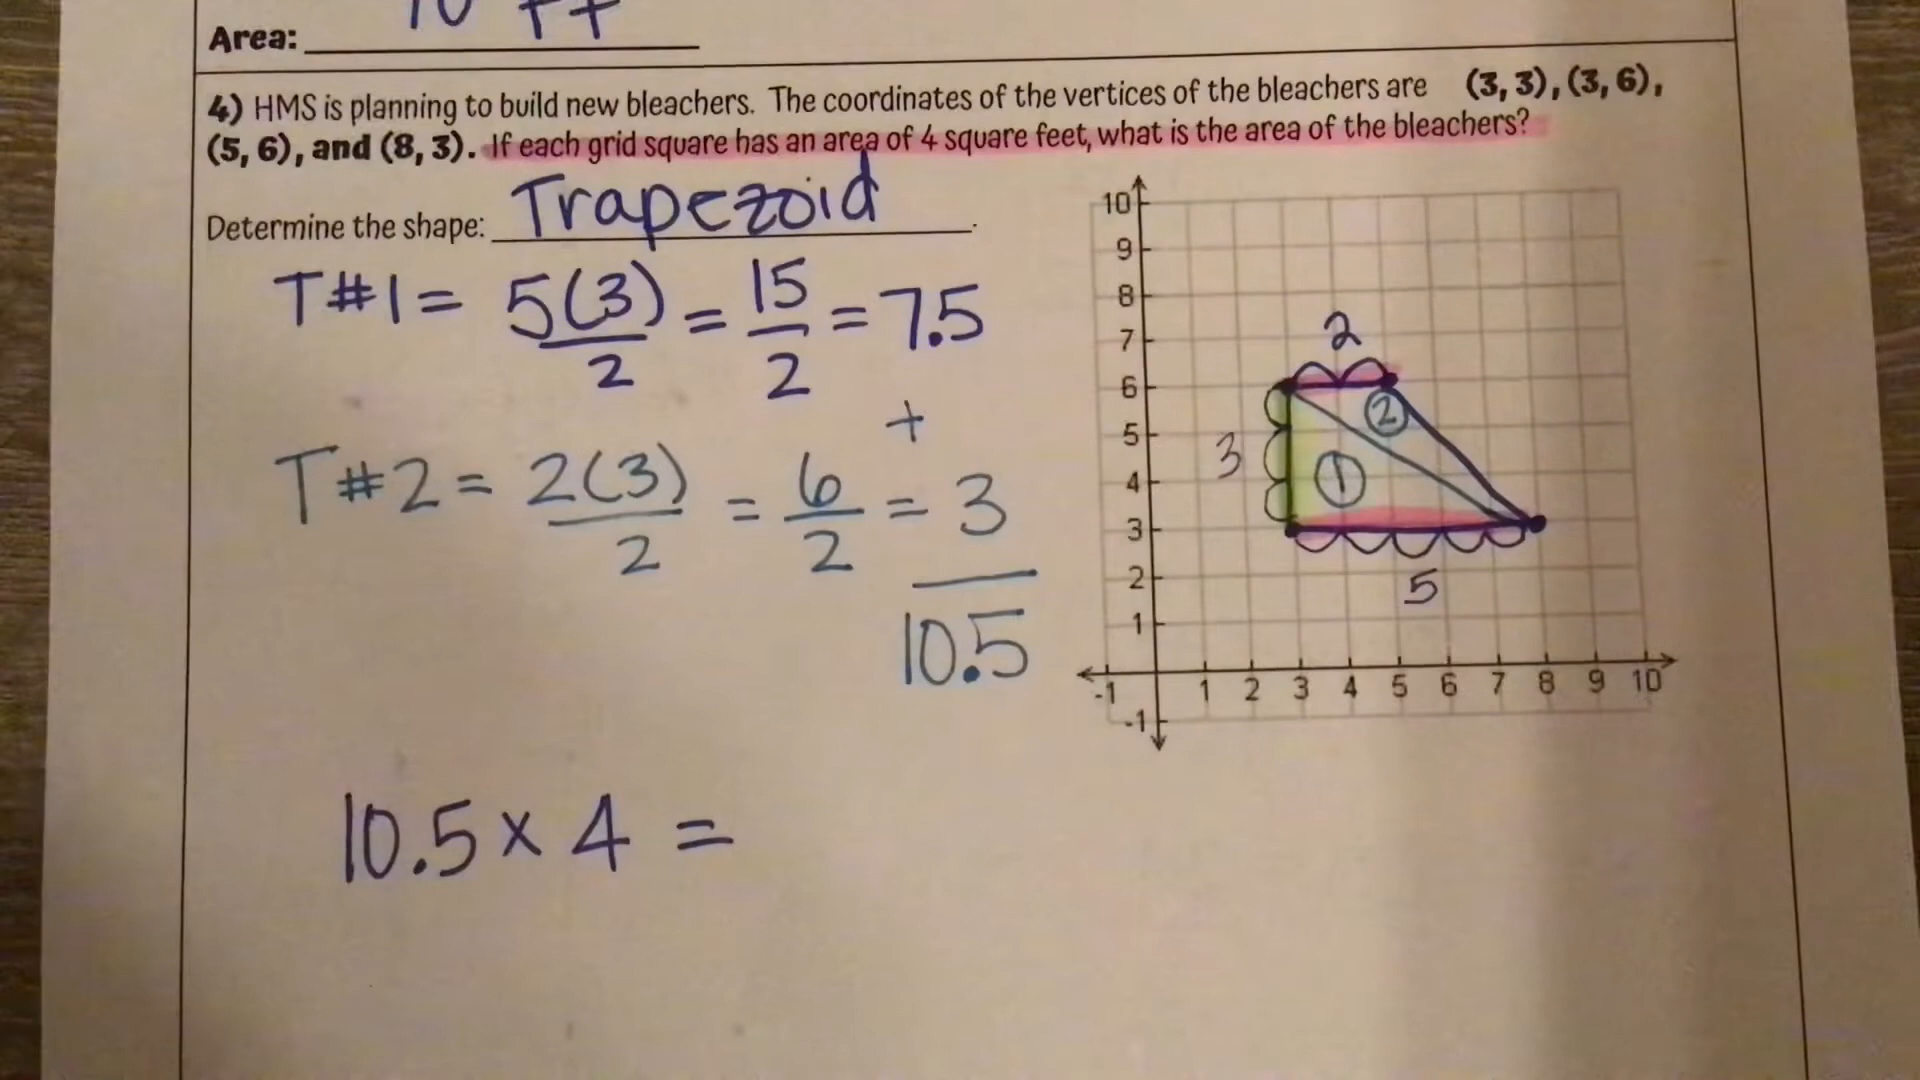 Area: 10 ft
4) HMS is planning to build new bleachers. The coordinates of the vertices of the bleachers are (3, 3), (3, 6),
(5, 6), and (8, 3). If each grid square has an area of 4 square feet, what is the area of the bleachers?
Determine the shape: Trapezoid.
T#1 = 5(3)/2 = 15/2 = 7.5
+
T#2 = 2(3)/2 = 6/2 = 3
10.5
10.5 × 4 =
10
9
8
7
6
5
4
3
2
1
-1
-1 1 2 3 4 5 6 7 8 9 10
2
3
5
1
2